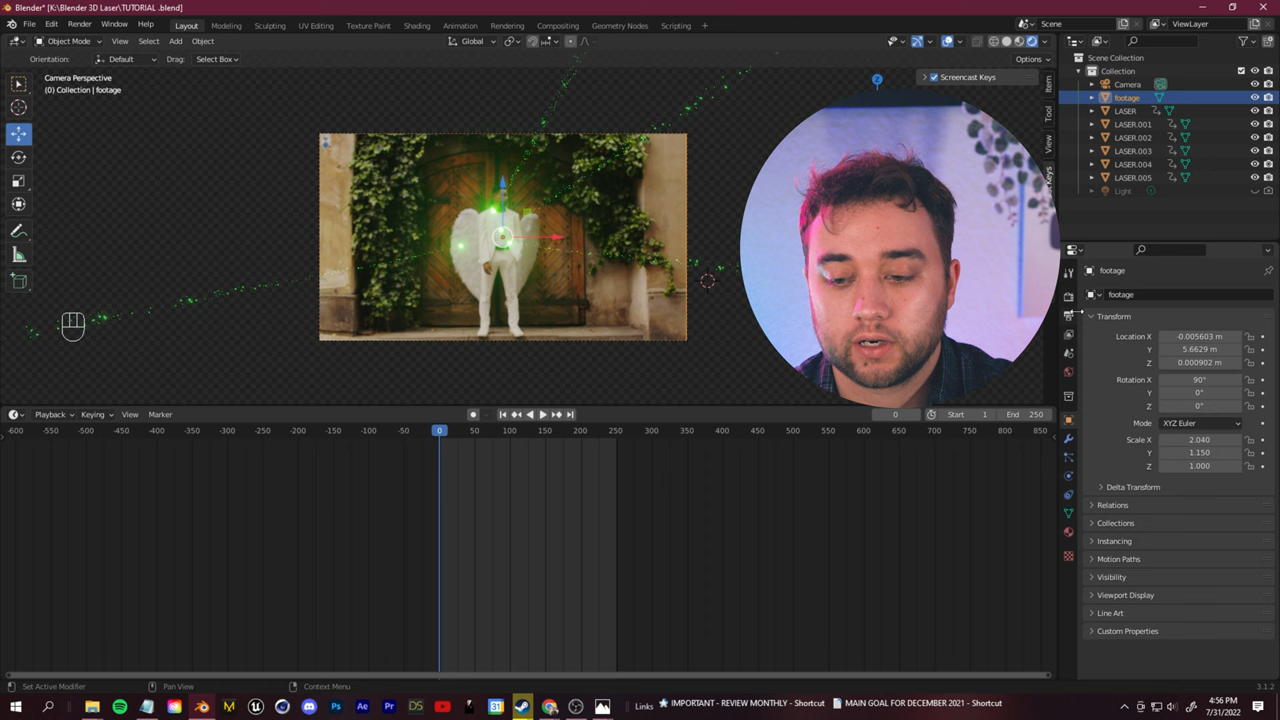 Blender* [K:\Blender 3D Laser\TUTORIAL .blend]
File Edit Render Window Help Layout Modeling Sculpting UV Editing Texture Paint Shading Animation Rendering Compositing Geometry Nodes Scripting + Scene ViewLayer
Object Mode View Select Add Object Global
Orientation: Default Drag: Select Box Options
Camera Perspective
(0) Collection | footage
Screencast Keys
Item
Tool
View
Scene Collection
Collection
Camera
footage
LASER
LASER.001
LASER.002
LASER.003
LASER.004
LASER.005
Light
footage
footage
Transform
Location X -0.005603 m
Y 5.6629 m
Z 0.000902 m
Rotation X 90°
Y 0°
Z 0°
Mode XYZ Euler
Scale X 2.040
Y 1.150
Z 1.000
Delta Transform
Relations
Collections
Instancing
Motion Paths
Visibility
Viewport Display
Line Art
Custom Properties
Playback Keying View Marker 0 Start 1 End 250
-600 -550 -500 -450 -400 -350 -300 -250 -200 -150 -100 -50 0 50 100 150 200 250 300 350 400 450 500 550 600 650 700 750 800 850
Set Active Modifier Pan View Context Menu 3.1.2
Links IMPORTANT - REVIEW MONTHLY - Shortcut MAIN GOAL FOR DECEMBER 2021 - Shortcut
4:56 PM
7/31/2022